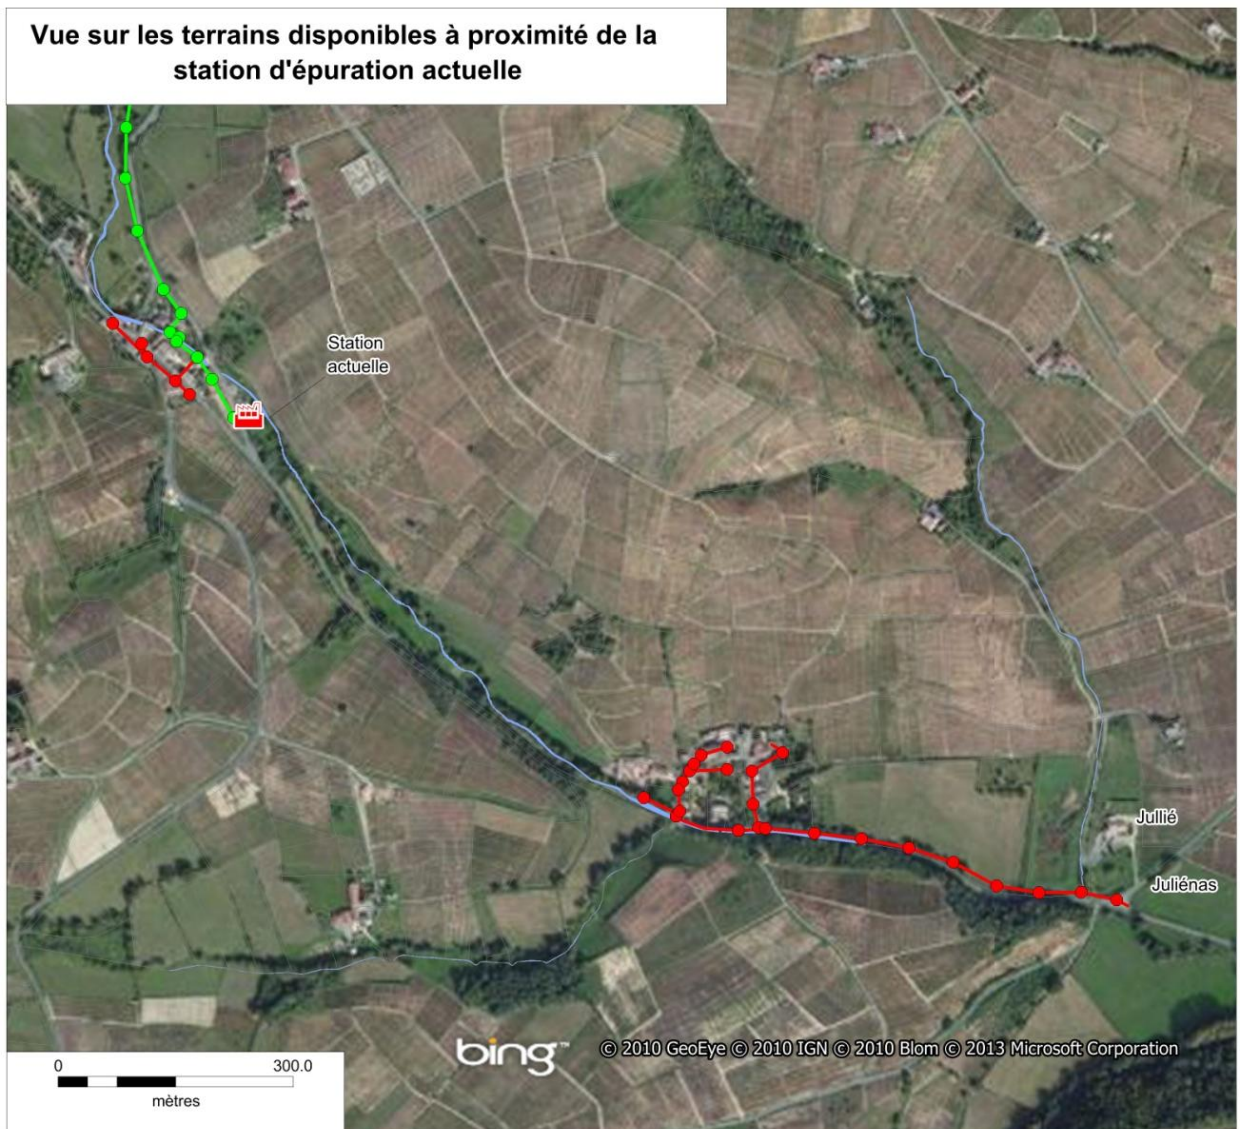 Vue sur les terrains disponibles à proximité de la
station d'épuration actuelle
Station
actuelle
Jullié
Juliénas
bing™
© 2010 GeoEye © 2010 IGN © 2010 Blom © 2013 Microsoft Corporation
0 300.0
mètres